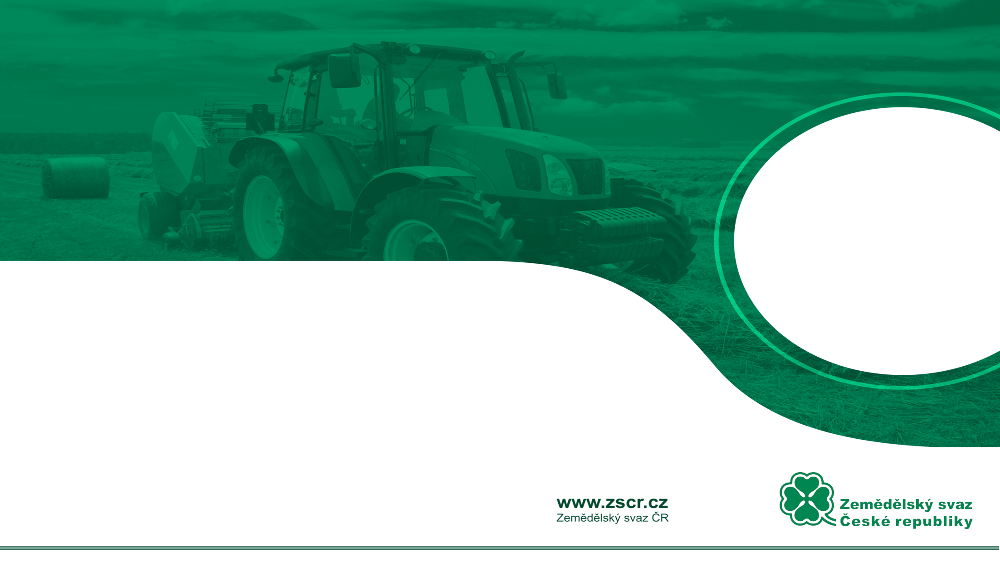 www.zscr.cz
Zemědělský svaz ČR
Zemědělský svaz
České republiky